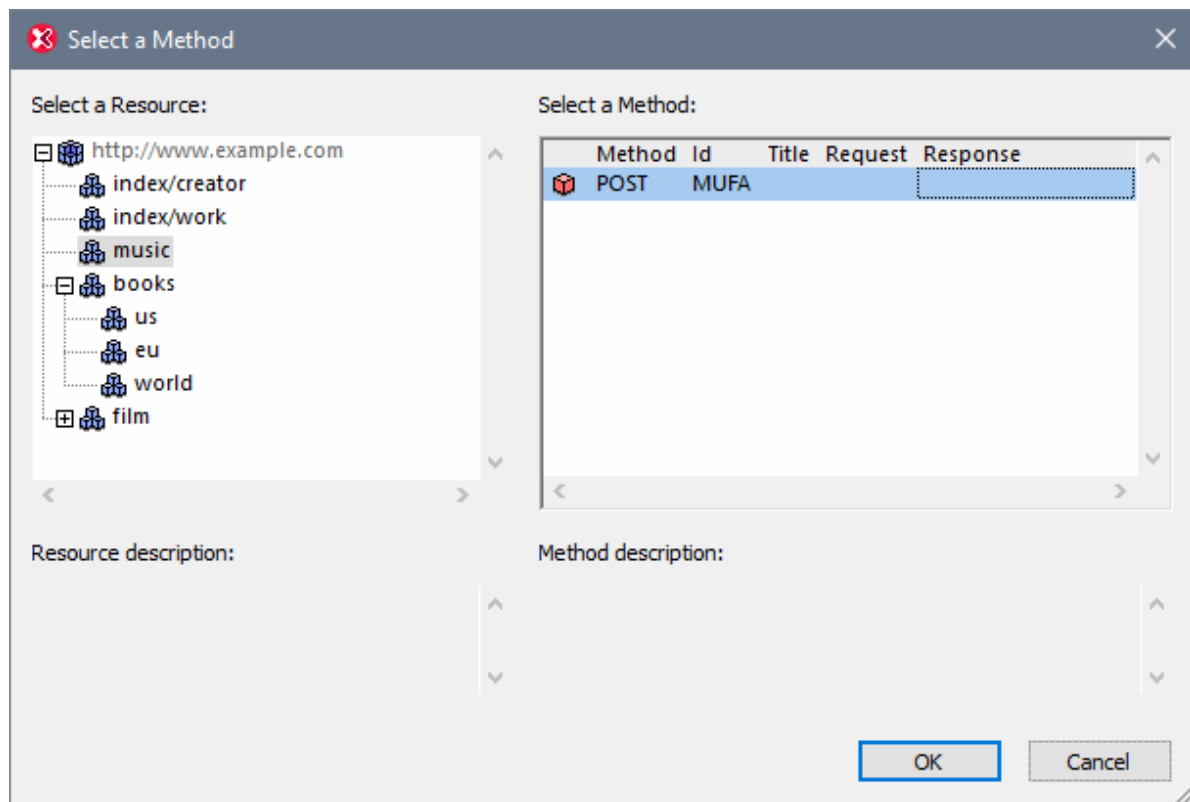 Select a Method
Select a Resource:
http://www.example.com
index/creator
index/work
music
books
us
eu
world
film
Select a Method:
Method Id Title Request Response
POST MUFA
Resource description:
Method description:
OK
Cancel